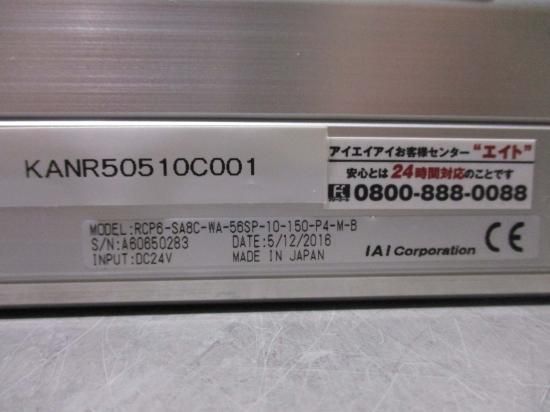 KANR50510C001
アイエイアイお客様センター "エイト"
安心とは24時間対応のことです
0800-888-0088
MODEL:RCP6-SA8C-WA-56SP-10-150-P4-M-B
S/N:A60650283 DATE:5/12/2016
INPUT:DC24V MADE IN JAPAN
IAI Corporation CE